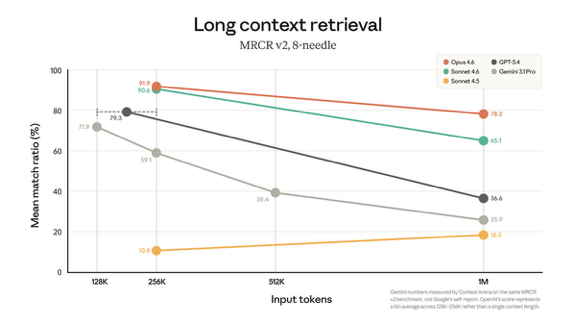 Long context retrieval
MRCR v2, 8-needle
Opus 4.6
GPT-5.4
Sonnet 4.6
Gemini 3.1 Pro
Sonnet 4.5
Mean match ratio (%)
100
80
60
40
20
0
91.9
90.6
79.3
71.9
59.1
39.4
10.8
78.3
65.1
36.6
25.9
18.5
128K
256K
512K
1M
Input tokens
Gemini numbers measured by Context Arena on the same MRCR
v2 benchmark, not Google's self-report. OpenAI's score represents
a bin average across 128K–256K rather than a single context length.